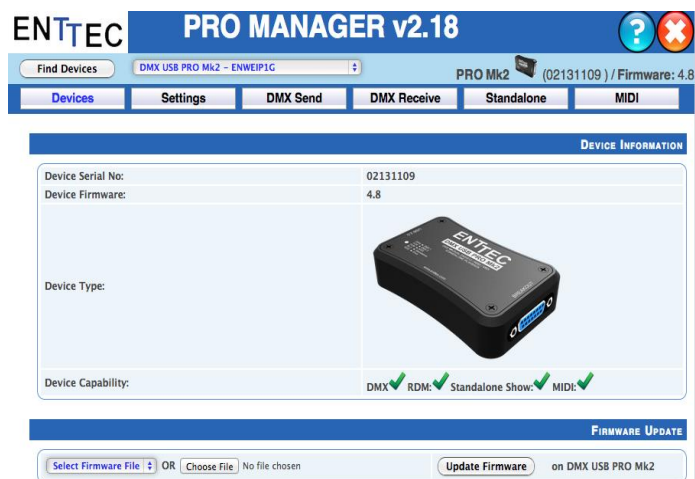 ENTTEC PRO MANAGER v2.18
Find Devices DMX USB PRO Mk2 - ENWEIP1G PRO Mk2 (02131109 ) / Firmware: 4.8
Devices Settings DMX Send DMX Receive Standalone MIDI
DEVICE INFORMATION
Device Serial No: 02131109
Device Firmware: 4.8
Device Type:
ENTTEC
DMX USB PRO Mk2
Device Capability: DMX RDM: Standalone Show: MIDI:
FIRMWARE UPDATE
Select Firmware File OR Choose File No file chosen Update Firmware on DMX USB PRO Mk2